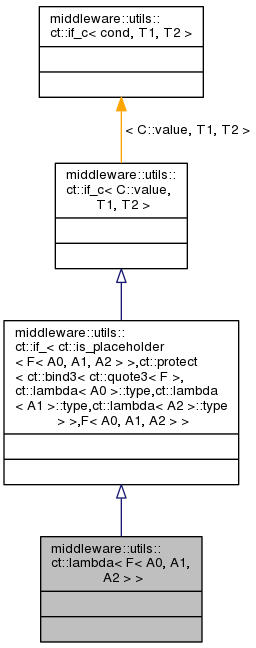 middleware::utils::
ct::if_c< cond, T1, T2 >
< C::value, T1, T2 >
middleware::utils::
ct::if_c< C::value,
T1, T2 >
middleware::utils::
ct::if_< ct::is_placeholder
< F< A0, A1, A2 > >,ct::protect
< ct::bind3< ct::quote3< F >,
ct::lambda< A0 >::type,ct::lambda
< A1 >::type,ct::lambda< A2 >::type
> >,F< A0, A1, A2 > >
middleware::utils::
ct::lambda< F< A0, A1,
A2 > >